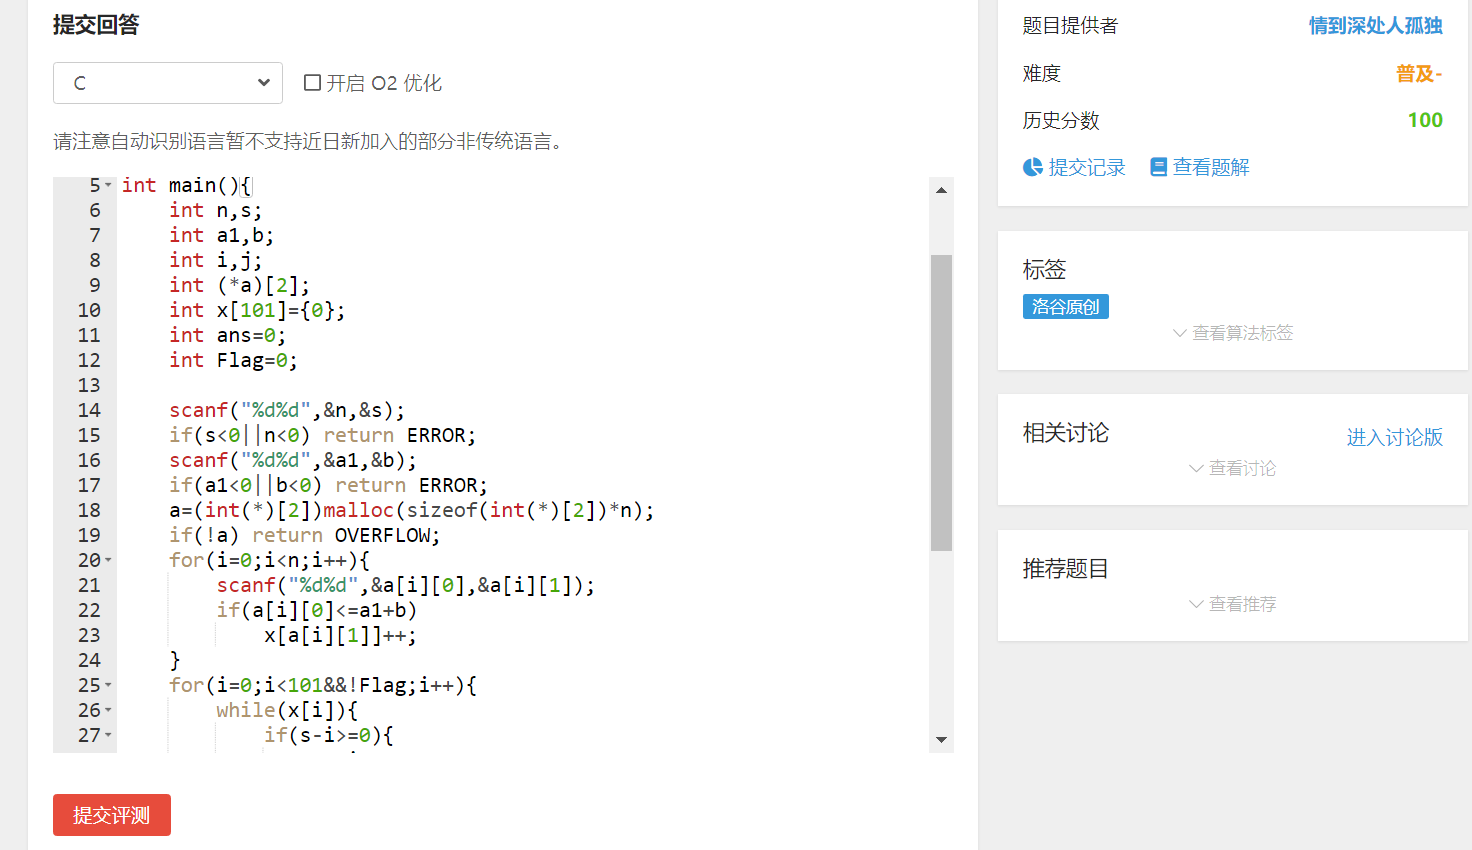 提交回答
C
开启 O2 优化
请注意自动识别语言暂不支持近日新加入的部分非传统语言。
5 int main(){
6 int n,s;
7 int a1,b;
8 int i,j;
9 int (*a)[2];
10 int x[101]={0};
11 int ans=0;
12 int Flag=0;
13
14 scanf("%d%d",&n,&s);
15 if(s<0||n<0) return ERROR;
16 scanf("%d%d",&a1,&b);
17 if(a1<0||b<0) return ERROR;
18 a=(int(*)[2])malloc(sizeof(int(*)[2])*n);
19 if(!a) return OVERFLOW;
20 for(i=0;i<n;i++){
21 scanf("%d%d",&a[i][0],&a[i][1]);
22 if(a[i][0]<=a1+b)
23 x[a[i][1]]++;
24 }
25 for(i=0;i<101&&!Flag;i++){
26 while(x[i]){
27 if(s-i>=0){
提交评测
题目提供者 情到深处人孤独
难度 普及-
历史分数 100
提交记录 查看题解
标签
洛谷原创
查看算法标签
相关讨论 进入讨论版
查看讨论
推荐题目
查看推荐